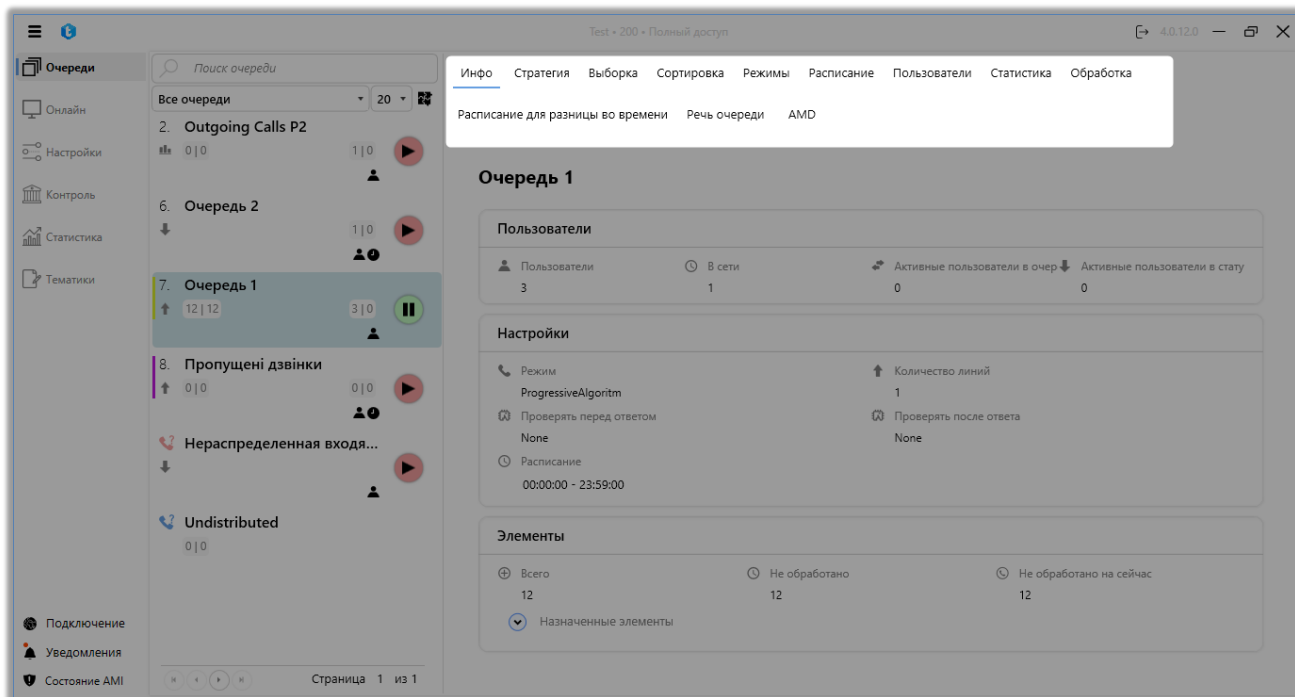 Test • 200 • Полный доступ
4.0.12.0
Очереди
Онлайн
Настройки
Контроль
Статистика
Тематики
Подключение
Уведомления
Состояние AMI
Поиск очереди
Все очереди 20
2. Outgoing Calls P2
0 | 0 1 | 0
6. Очередь 2
1 | 0
7. Очередь 1
12 | 12 3 | 0
8. Пропущені дзвінки
0 | 0 0 | 0
Нераспределенная входя...
Undistributed
0 | 0
Страница 1 из 1
Инфо Стратегия Выборка Сортировка Режимы Расписание Пользователи Статистика Обработка
Расписание для разницы во времени Речь очереди AMD
Очередь 1
Пользователи
Пользователи В сети Активные пользователи в очер Активные пользователи в стату
3 1 0 0
Настройки
Режим Количество линий
ProgressiveAlgoritm 1
Проверять перед ответом Проверять после ответа
None None
Расписание
00:00:00 - 23:59:00
Элементы
Всего Не обработано Не обработано на сейчас
12 12 12
Назначенные элементы